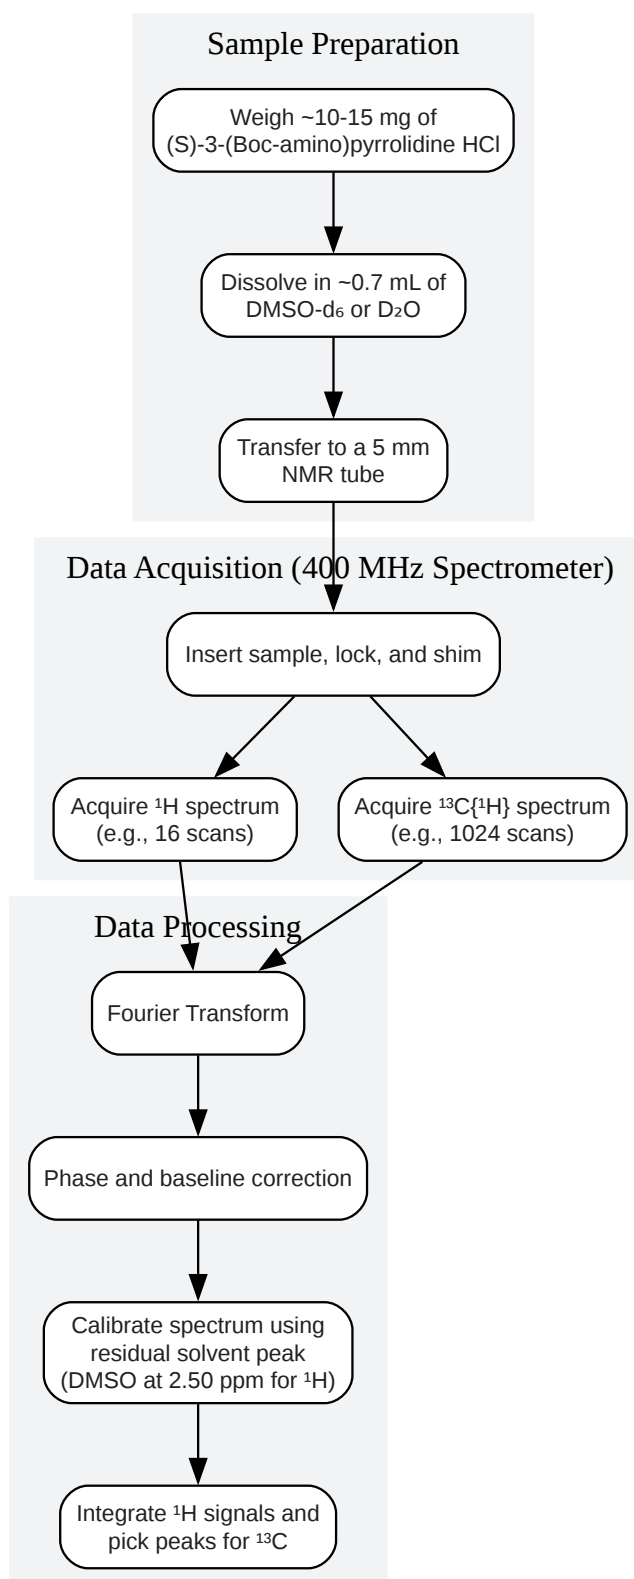 Sample Preparation
Weigh ~10-15 mg of
(S)-3-(Boc-amino)pyrrolidine HCl
Dissolve in ~0.7 mL of
DMSO-d₆ or D₂O
Transfer to a 5 mm
NMR tube
Data Acquisition (400 MHz Spectrometer)
Insert sample, lock, and shim
Acquire ¹H spectrum
(e.g., 16 scans)
Acquire ¹³C{¹H} spectrum
(e.g., 1024 scans)
Data Processing
Fourier Transform
Phase and baseline correction
Calibrate spectrum using
residual solvent peak
(DMSO at 2.50 ppm for ¹H)
Integrate ¹H signals and
pick peaks for ¹³C